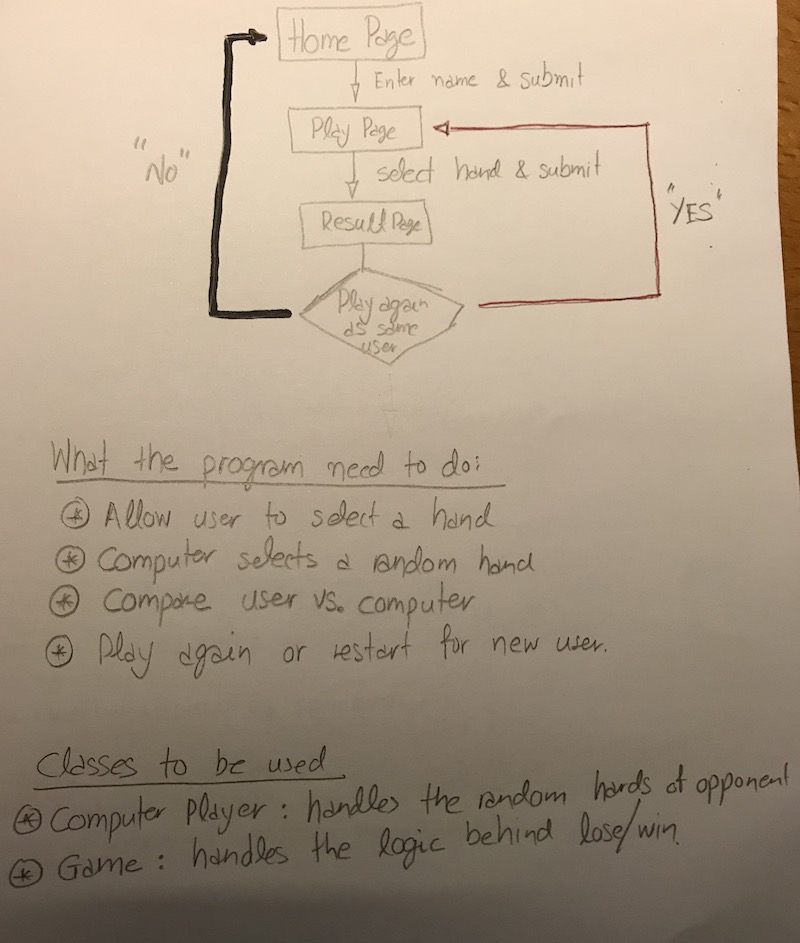 Home Page
Enter name & submit
Play Page
"No"
select hand & submit
"YES"
Result Page
Play again
as same
user
What the program need to do:
* Allow user to select a hand
* Computer selects a random hand
* Compare user vs. computer
* Play again or restart for new user.
Classes to be used
* Computer Player : handles the random hands of opponent
* Game : handles the logic behind lose/win.